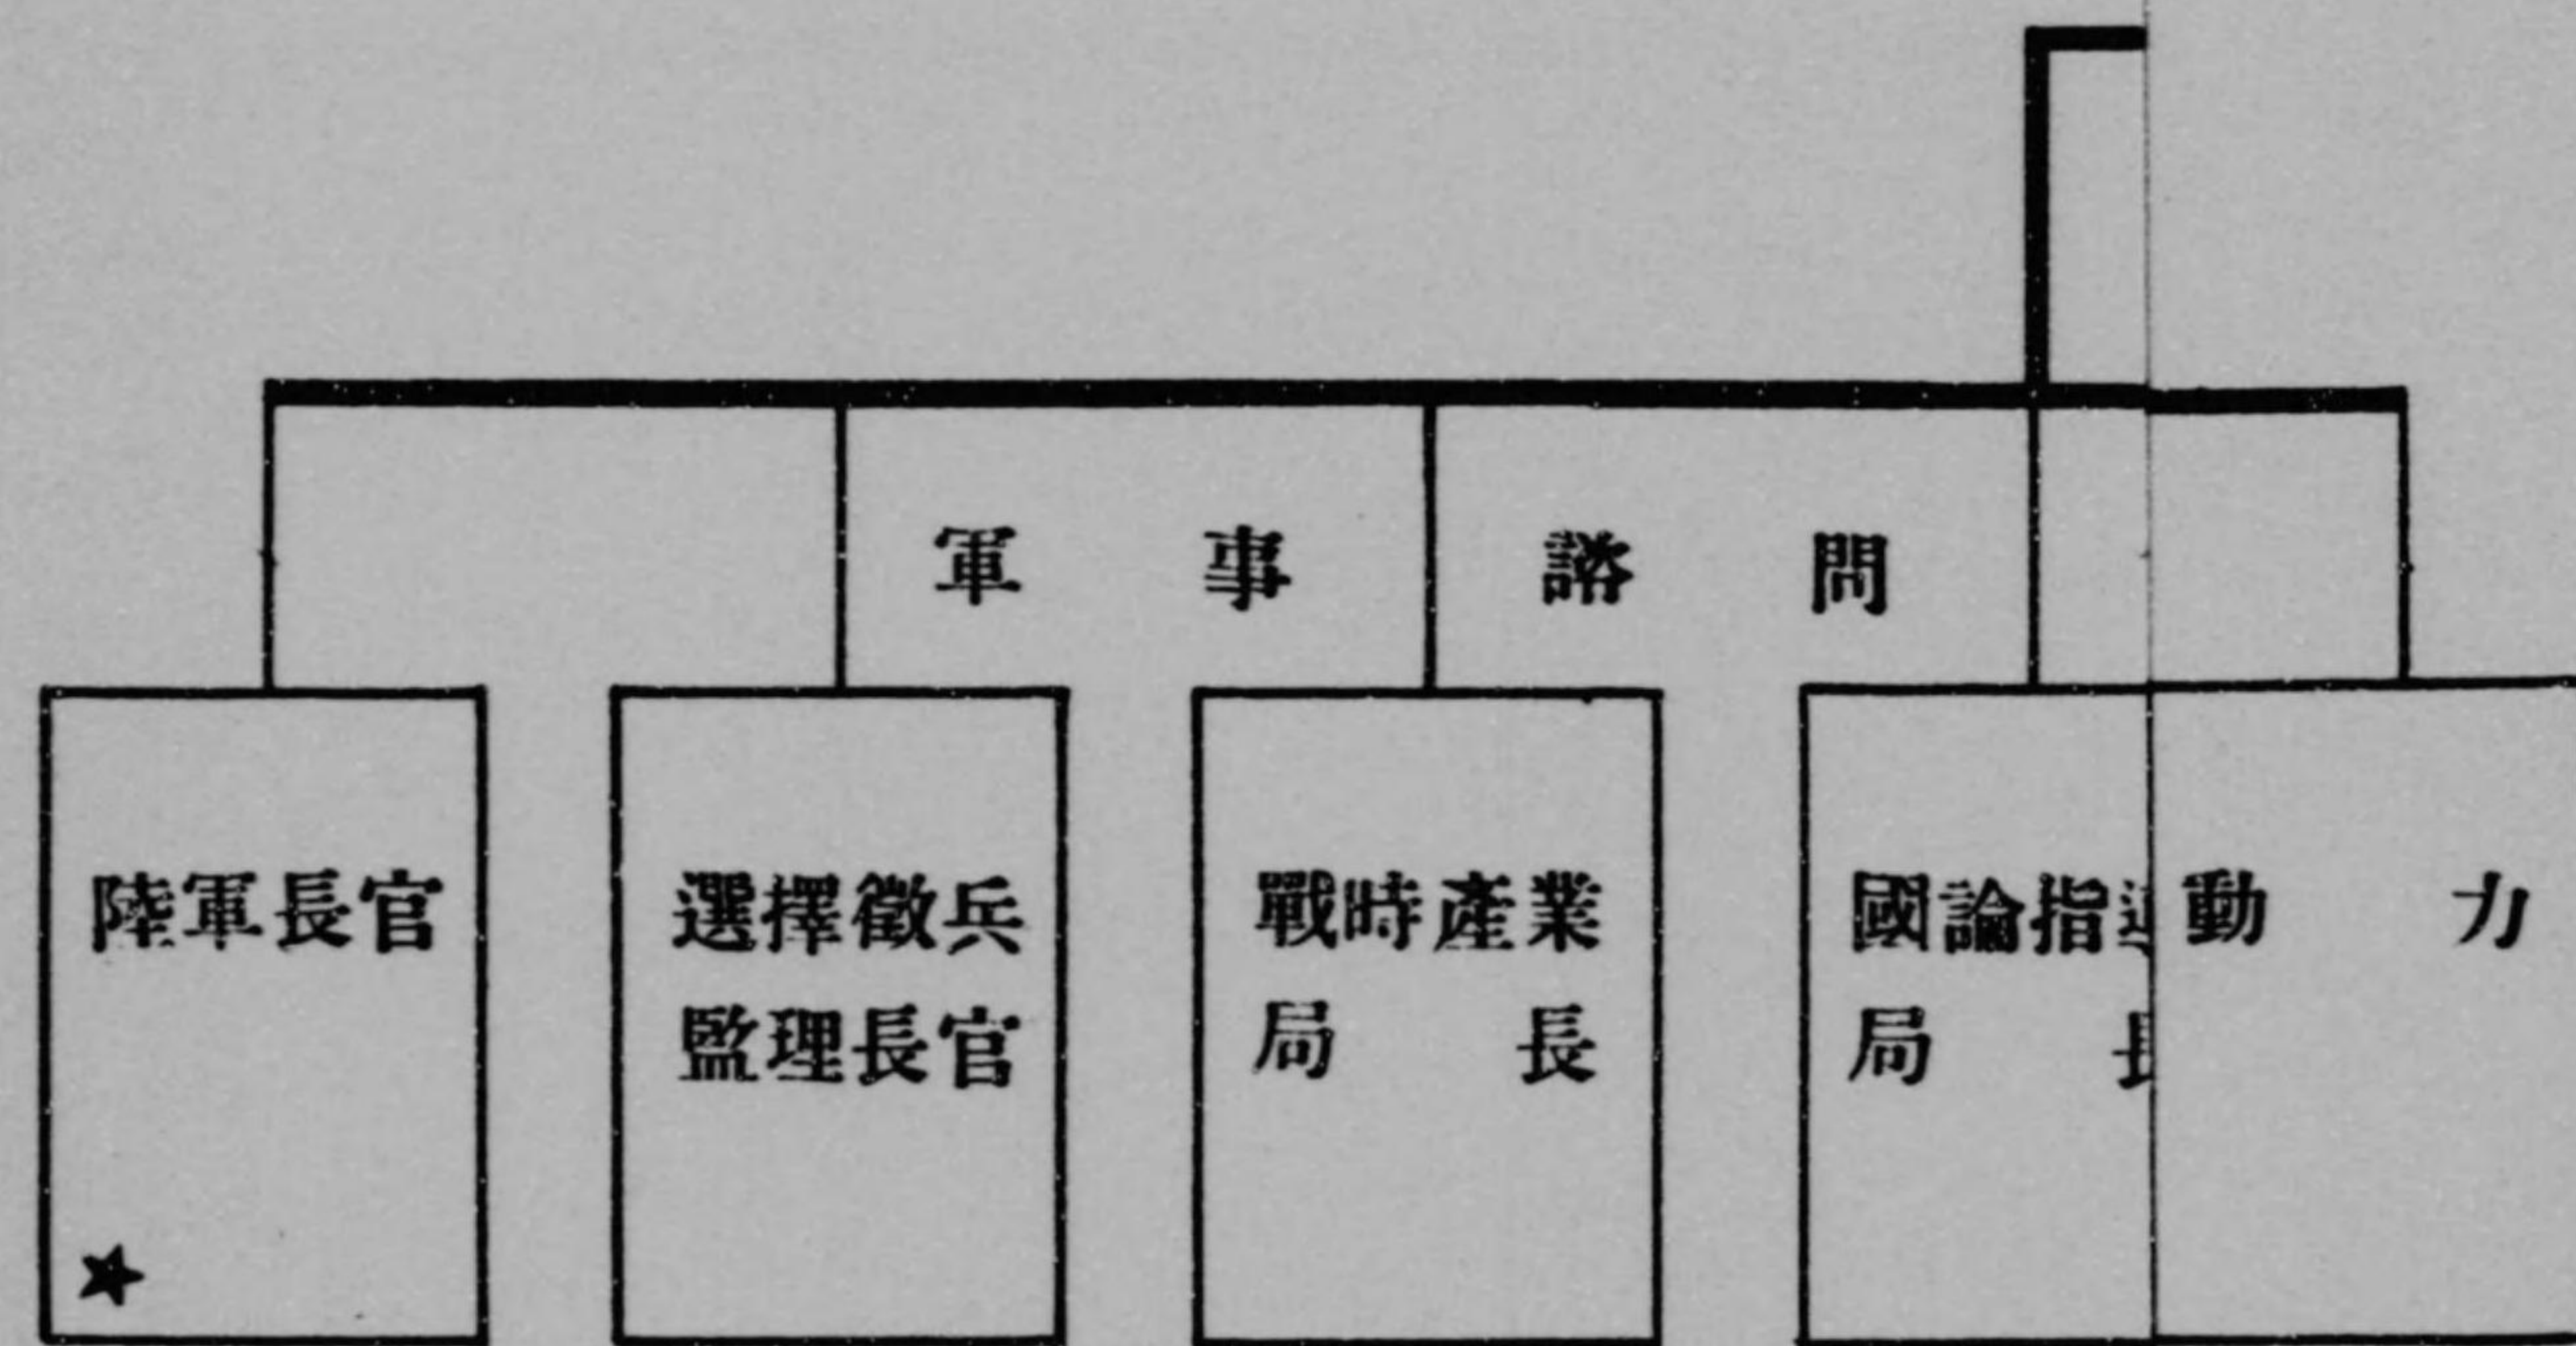 軍事諮問
陸軍長官
選擇徵兵
監理長官
戰時產業
局長
國論指
局
動力